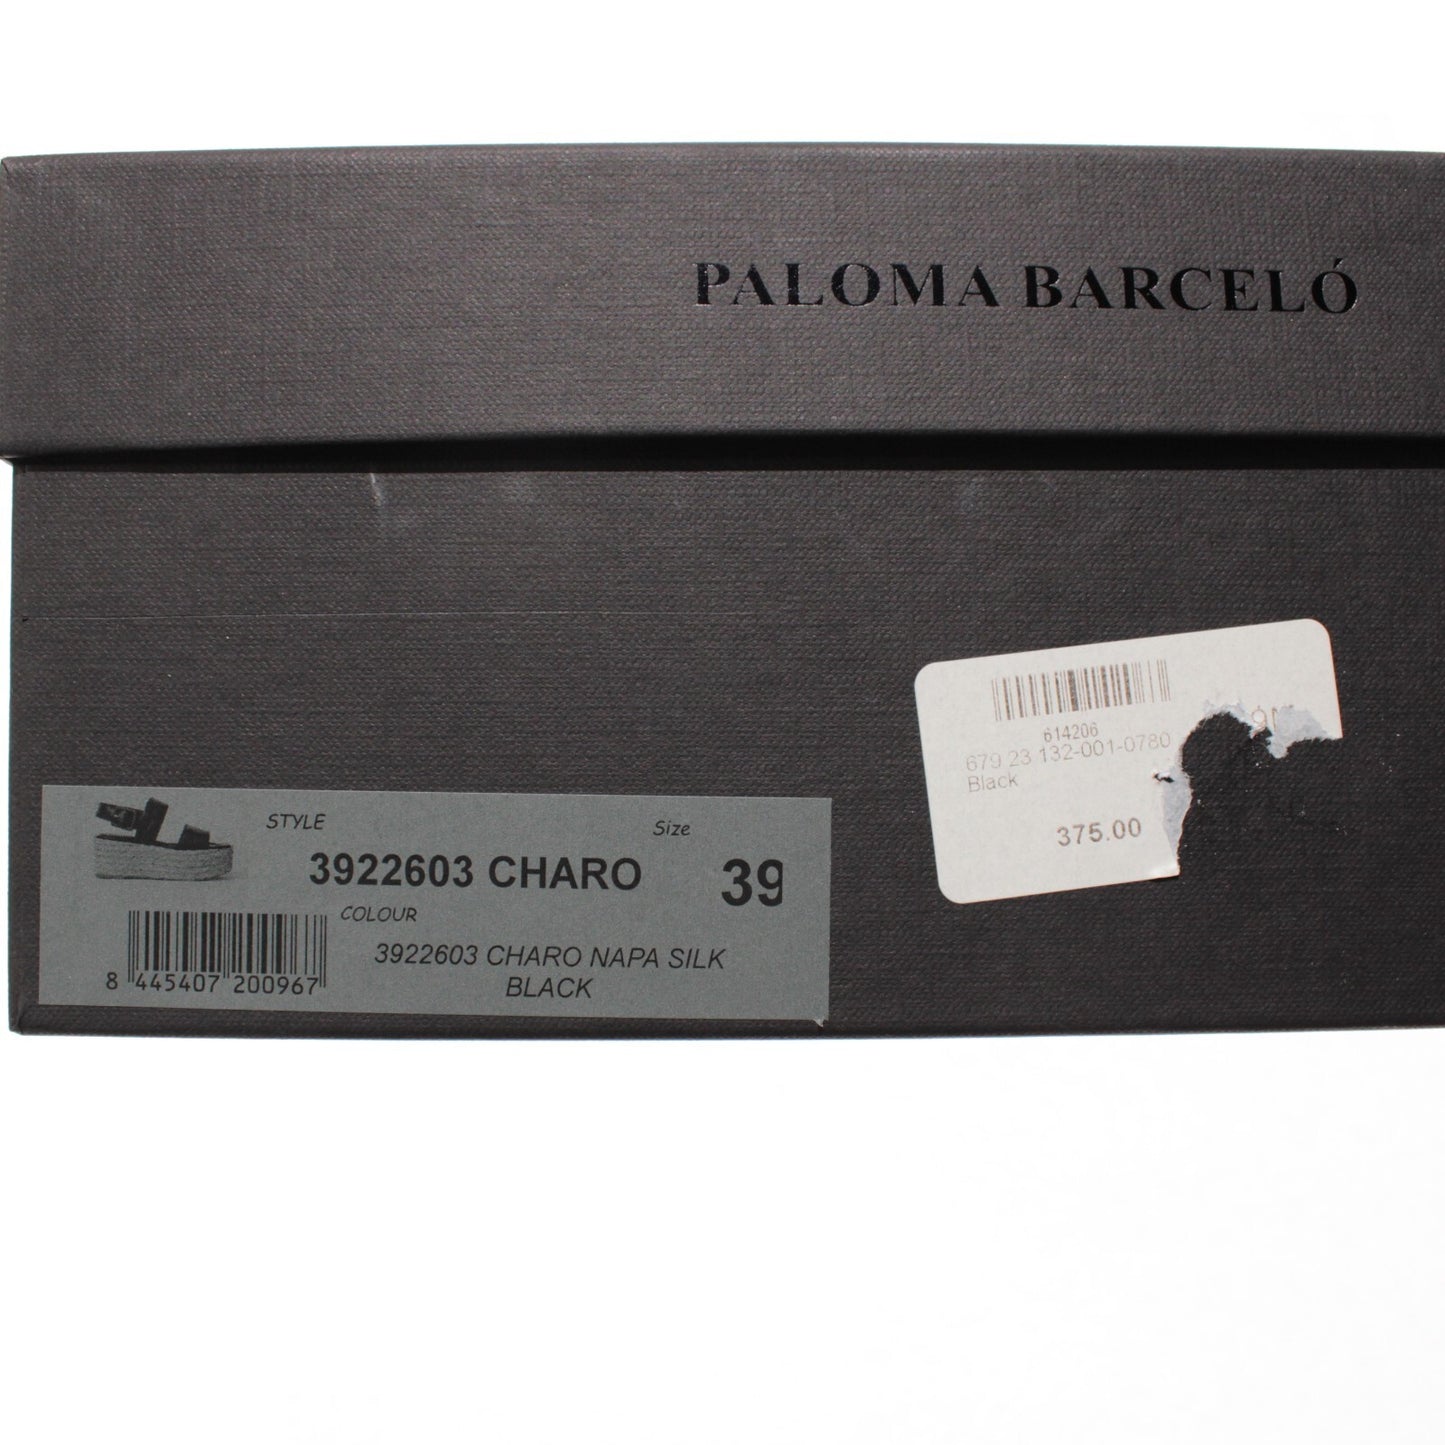 PALOMA BARCELÓ
614206
679 23 132-001-0780
Black
375.00
STYLE
3922603 CHARO
Size
39
COLOUR
3922603 CHARO NAPA SILK
BLACK
8 445407 200967